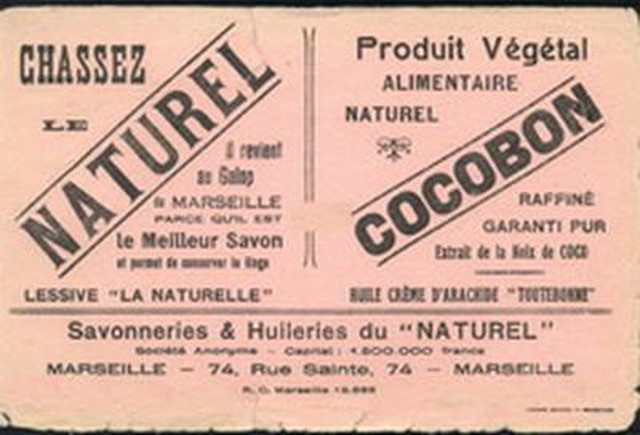 CHASSEZ
LE
NATUREL
il revient
au Galop
à MARSEILLE
PARCE QU'IL EST
le Meilleur Savon
et permet de conserver le linge
LESSIVE "LA NATURELLE"
Produit Végétal
ALIMENTAIRE
NATUREL
COCOBON
RAFFINÉ
GARANTI PUR
Extrait de la Noix de COCO
HUILE CRÈME D'ARACHIDE "TOUTEBONNE"
Savonneries & Huileries du "NATUREL"
Société Anonyme — Capital: 1.500.000 francs
MARSEILLE — 74, Rue Sainte, 74 — MARSEILLE
R. C. Marseille